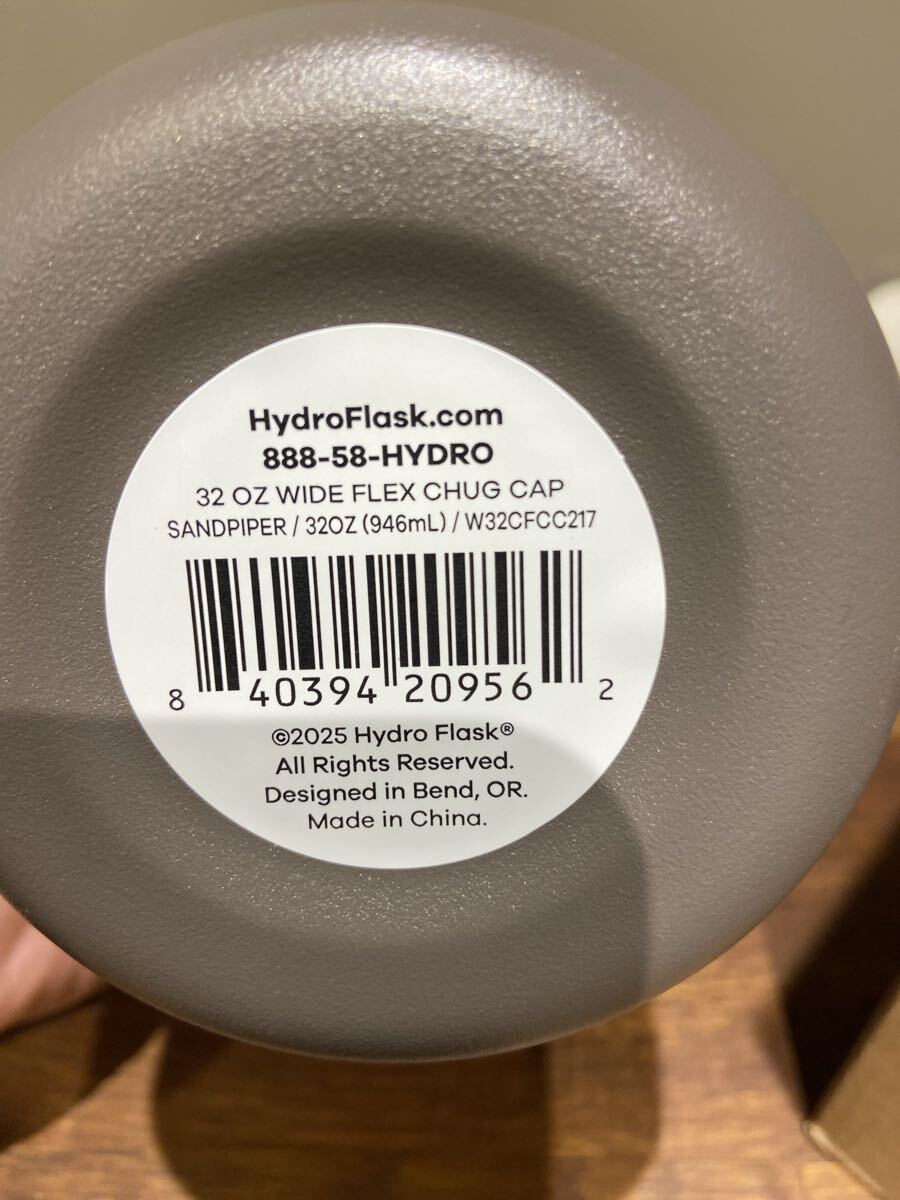 HydroFlask.com
888-58-HYDRO
32 OZ WIDE FLEX CHUG CAP
SANDPIPER / 32OZ (946mL) / W32CFCC217
8 40394 20956 2
©2025 Hydro Flask®
All Rights Reserved.
Designed in Bend, OR.
Made in China.